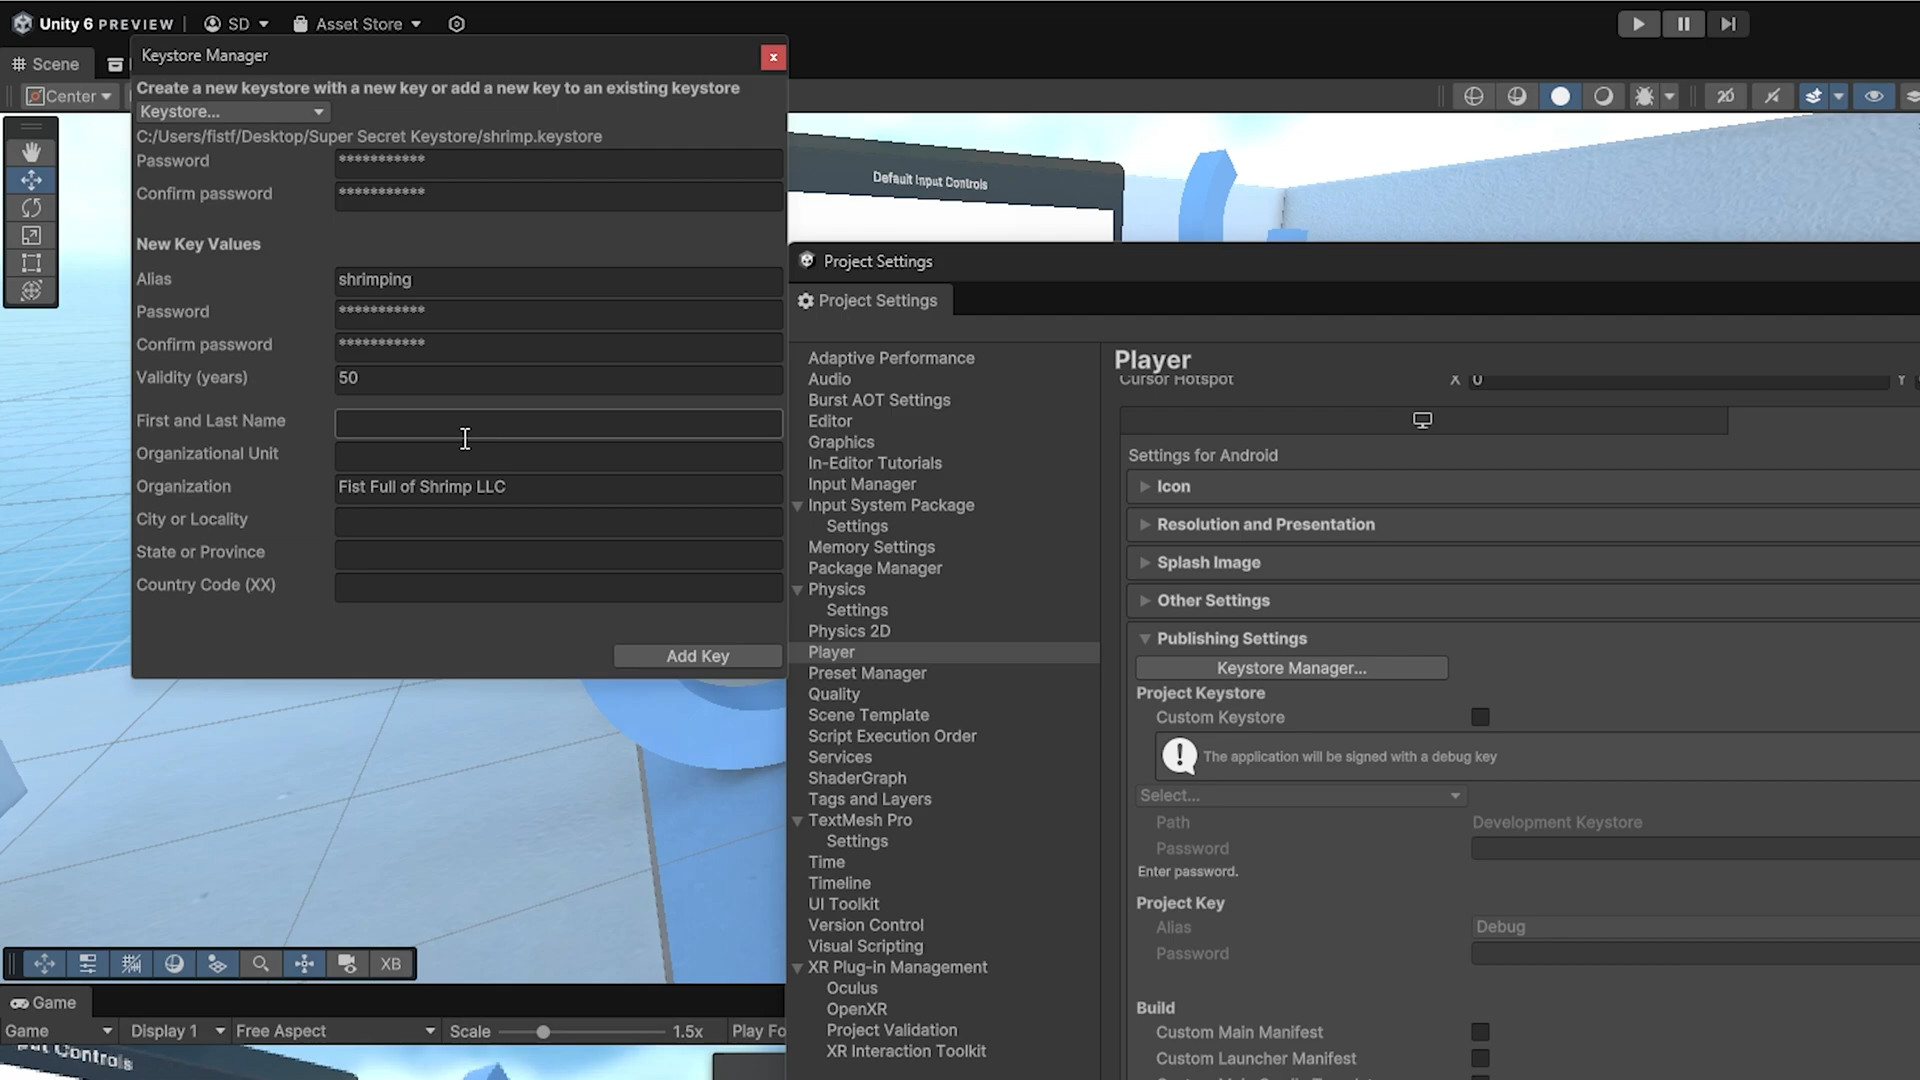 Unity 6 PREVIEW
SD
Asset Store
Keystore Manager
x
Scene
Create a new keystore with a new key or add a new key to an existing keystore
Center
Keystore...
C:/Users/fistf/Desktop/Super Secret Keystore/shrimp.keystore
Password
***********
Confirm password
***********
New Key Values
Alias
shrimping
Password
***********
Confirm password
***********
Validity (years)
50
First and Last Name
Organizational Unit
Organization
Fist Full of Shrimp LLC
City or Locality
State or Province
Country Code (XX)
Add Key
2D
Default Input Controls
Project Settings
Project Settings
Adaptive Performance
Audio
Burst AOT Settings
Editor
Graphics
In-Editor Tutorials
Input Manager
Input System Package
Settings
Memory Settings
Package Manager
Physics
Settings
Physics 2D
Player
Preset Manager
Quality
Scene Template
Script Execution Order
Services
ShaderGraph
Tags and Layers
TextMesh Pro
Settings
Time
Timeline
UI Toolkit
Version Control
Visual Scripting
XR Plug-in Management
Oculus
OpenXR
Project Validation
XR Interaction Toolkit
Player
Cursor Hotspot
X 0
Y
Settings for Android
Icon
Resolution and Presentation
Splash Image
Other Settings
Publishing Settings
Keystore Manager...
Project Keystore
Custom Keystore
The application will be signed with a debug key
Select...
Path
Development Keystore
Password
Enter password.
Project Key
Alias
Debug
Password
Build
Custom Main Manifest
Custom Launcher Manifest
XB
Game
Game
Display 1
Free Aspect
Scale
1.5x
Play Fo
Controls